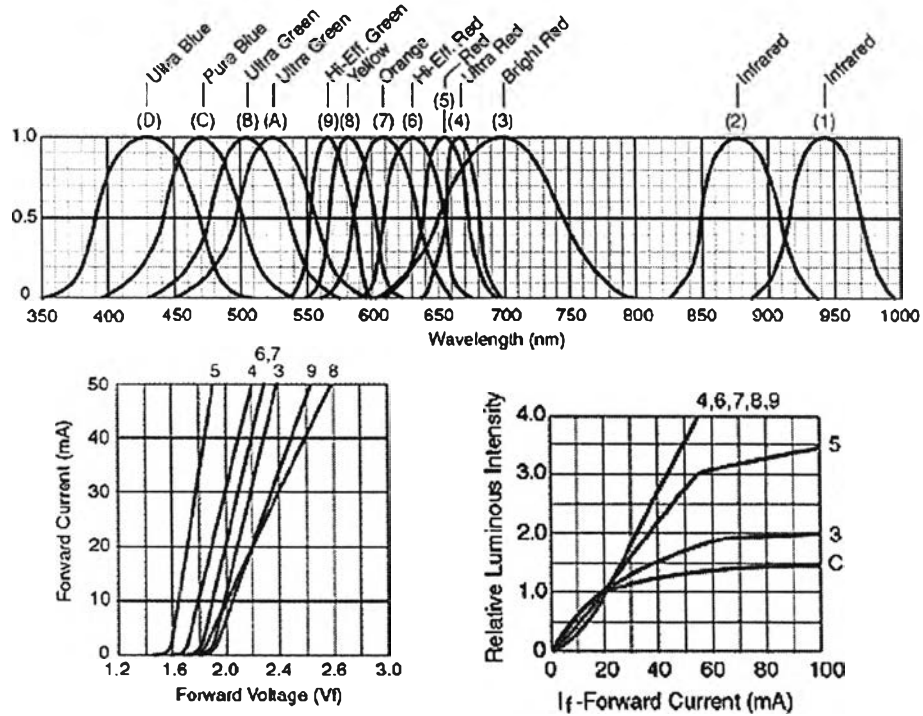 Ultra Blue
Pure Blue
Ultra Green
Ultra Green
Hi-Eff. Green
Yellow
Orange
Hi-Eff. Red
Red
Ultra Red
Bright Red
Infrared
Infrared
(D) (C) (B) (A) (9) (8) (7) (6) (5) (4) (3) (2) (1)
1.0
0.5
0
350 400 450 500 550 600 650 700 750 800 850 900 950 1000
Wavelength (nm)
5 4 6,7 3 9 8
Forward Current (mA)
50
40
30
20
10
0
1.2 1.6 2.0 2.4 2.6 3.0
Forward Voltage (Vf)
4,6,7,8,9
Relative Luminous Intensity
4.0
3.0
2.0
1.0
0
5
3
C
0 20 40 60 80 100
If-Forward Current (mA)